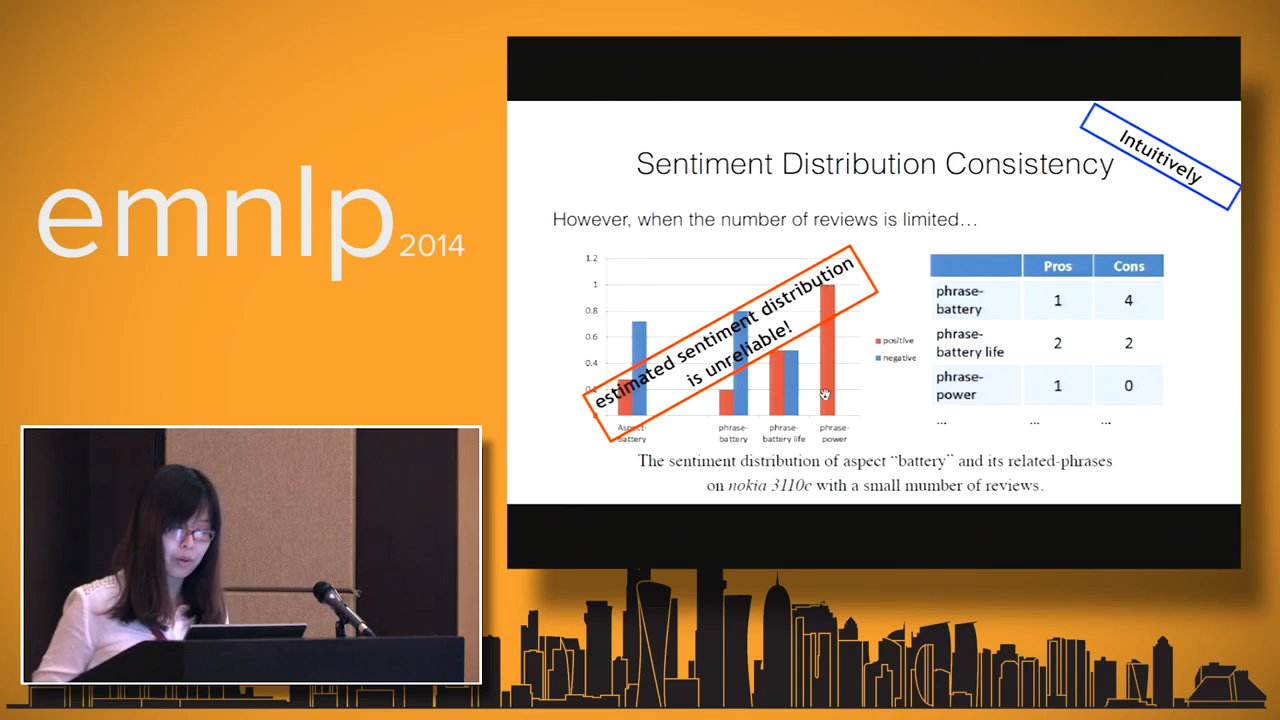 emnlp 2014
Intuitively
Sentiment Distribution Consistency
However, when the number of reviews is limited…
1.2
1
0.8
0.6
0.4
0.2
estimated sentiment distribution
is unreliable!
positive
negative
Aspect-
battery
phrase-
battery
phrase-
battery life
phrase-
power
Pros Cons
phrase-
battery 1 4
phrase-
battery life 2 2
phrase-
power 1 0
... ... ...
The sentiment distribution of aspect “battery” and its related-phrases
on nokia 3110c with a small mumber of reviews.